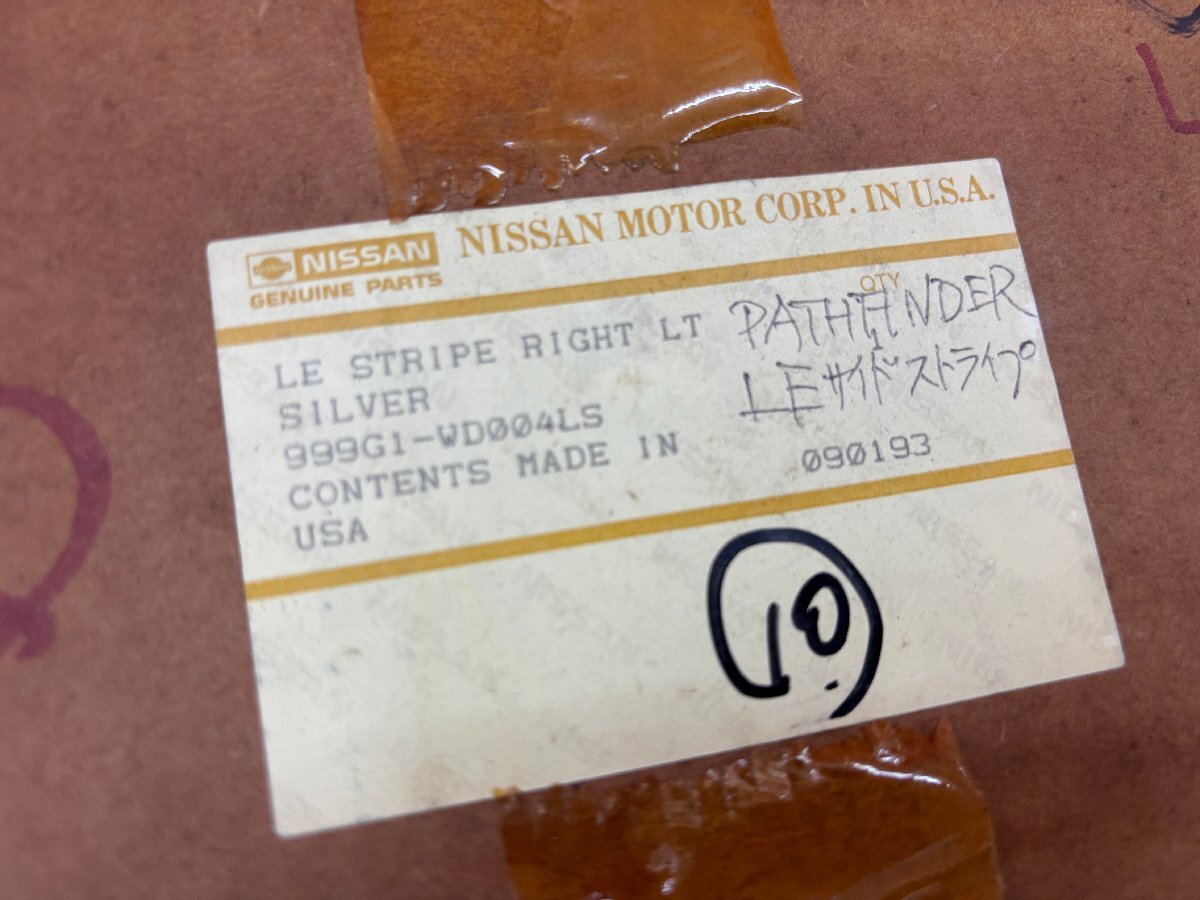 NISSAN
GENUINE PARTS
NISSAN MOTOR CORP. IN U.S.A.
QTY
1
LE STRIPE RIGHT LT
SILVER
999G1-WD004LS
CONTENTS MADE IN
USA
PATHFINDER
LEサイドストライプ
090193
10